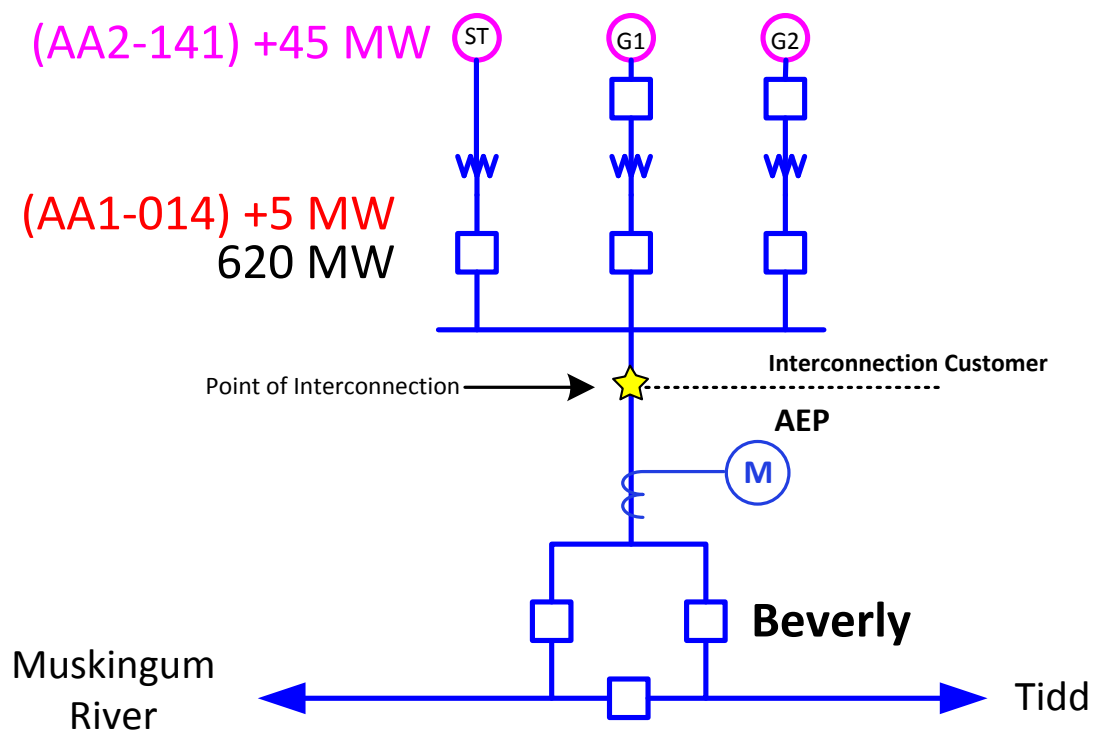 (AA2-141) +45 MW
ST
G1
G2
(AA1-014) +5 MW
620 MW
Point of Interconnection
Interconnection Customer
AEP
M
Beverly
Muskingum
River
Tidd